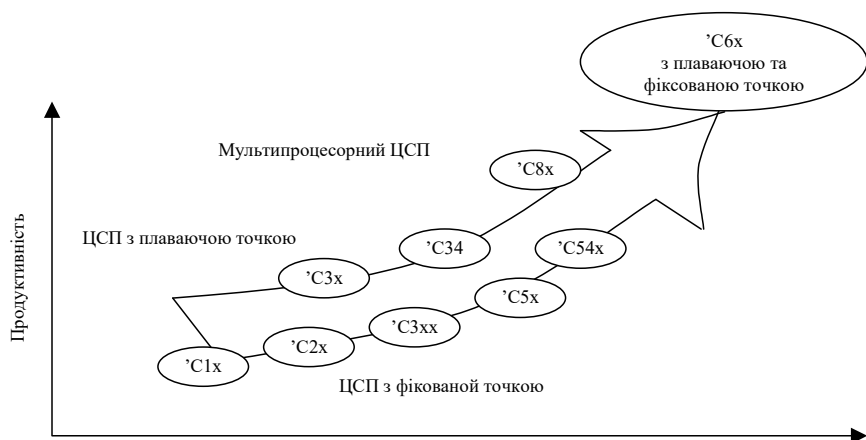 ’C6x
з плаваючою та
фіксованою точкою
Мультипроцесорний ЦСП
’C8x
ЦСП з плаваючою точкою
’C34
’C54x
’C3x
’C5x
’C3xx
’C2x
’C1x
ЦСП з фікованой точкою
Продуктивність